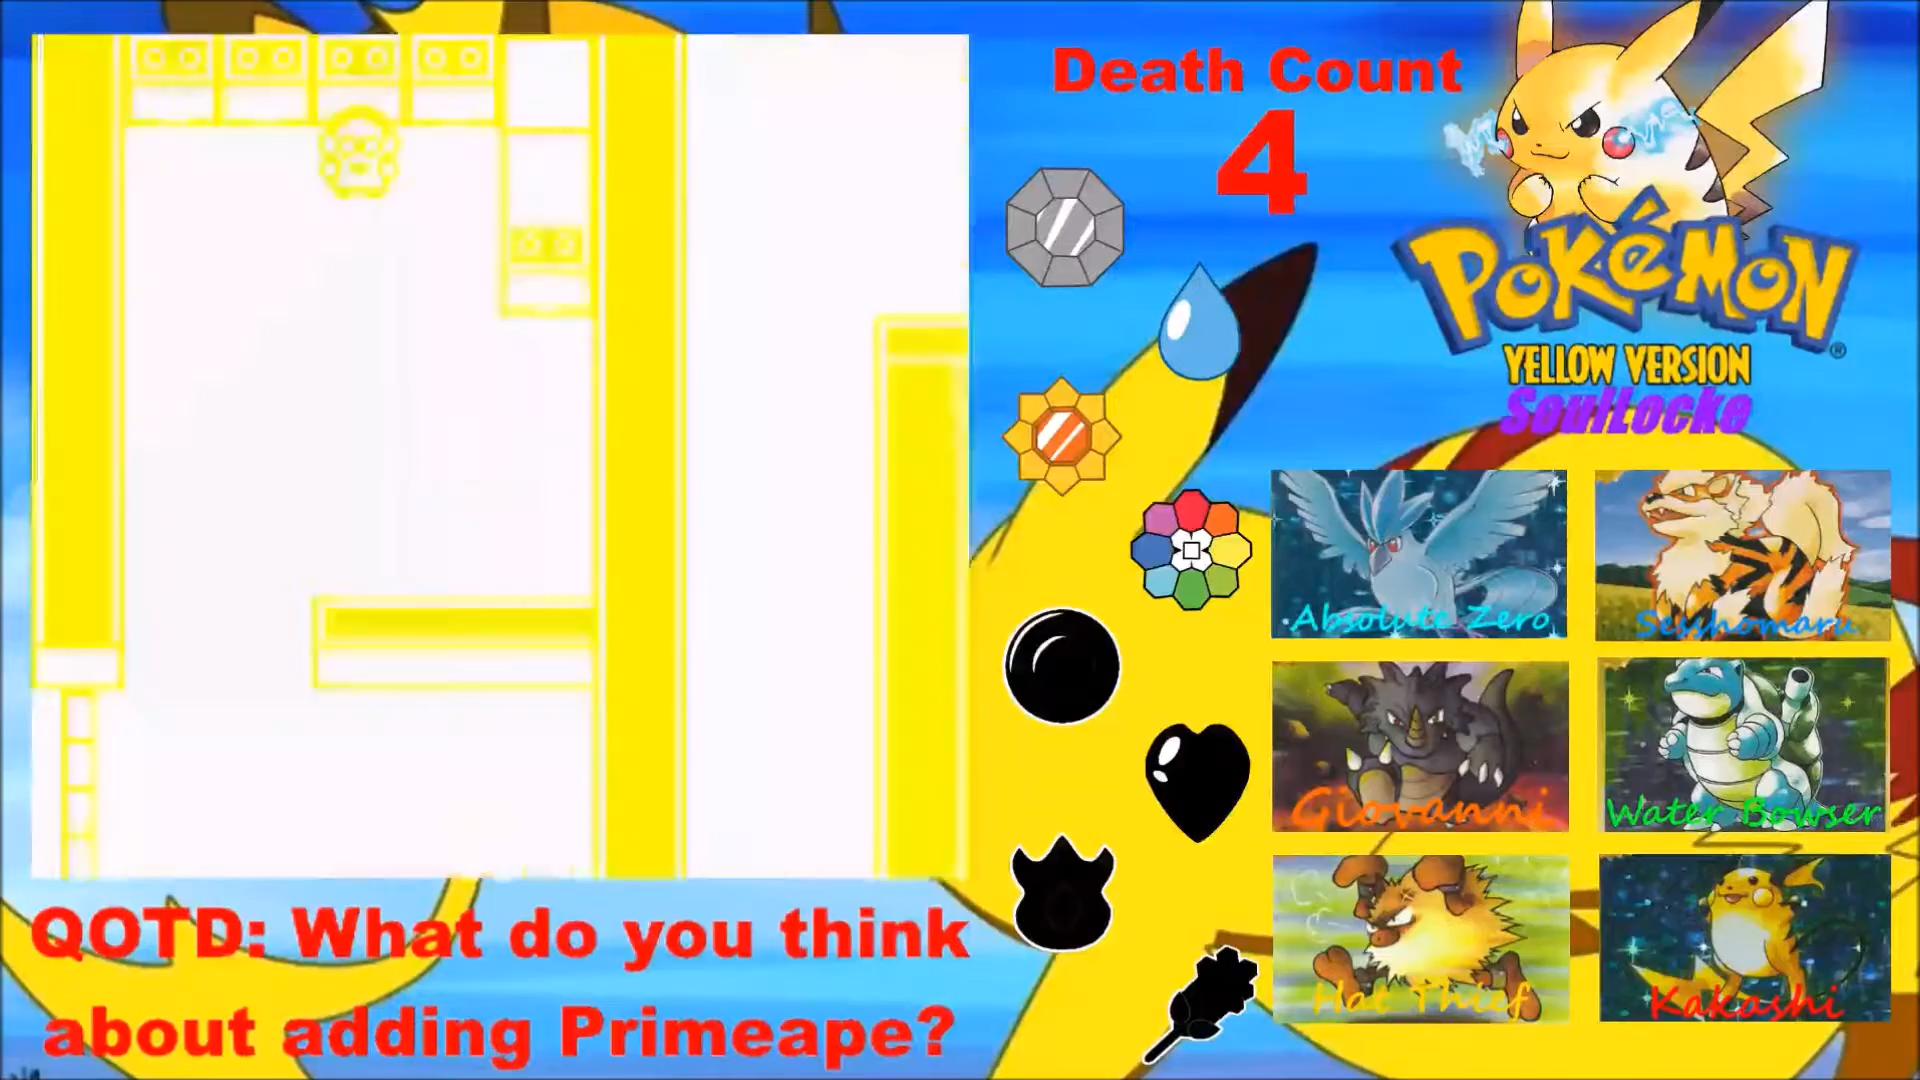 Death Count
4
POKéMON
®
YELLOW VERSION
SoulLocke
Absolute Zero
Sesshomaru
Giovanni
Water Bowser
Hat Thief
Kakashi
QOTD: What do you think
about adding Primeape?